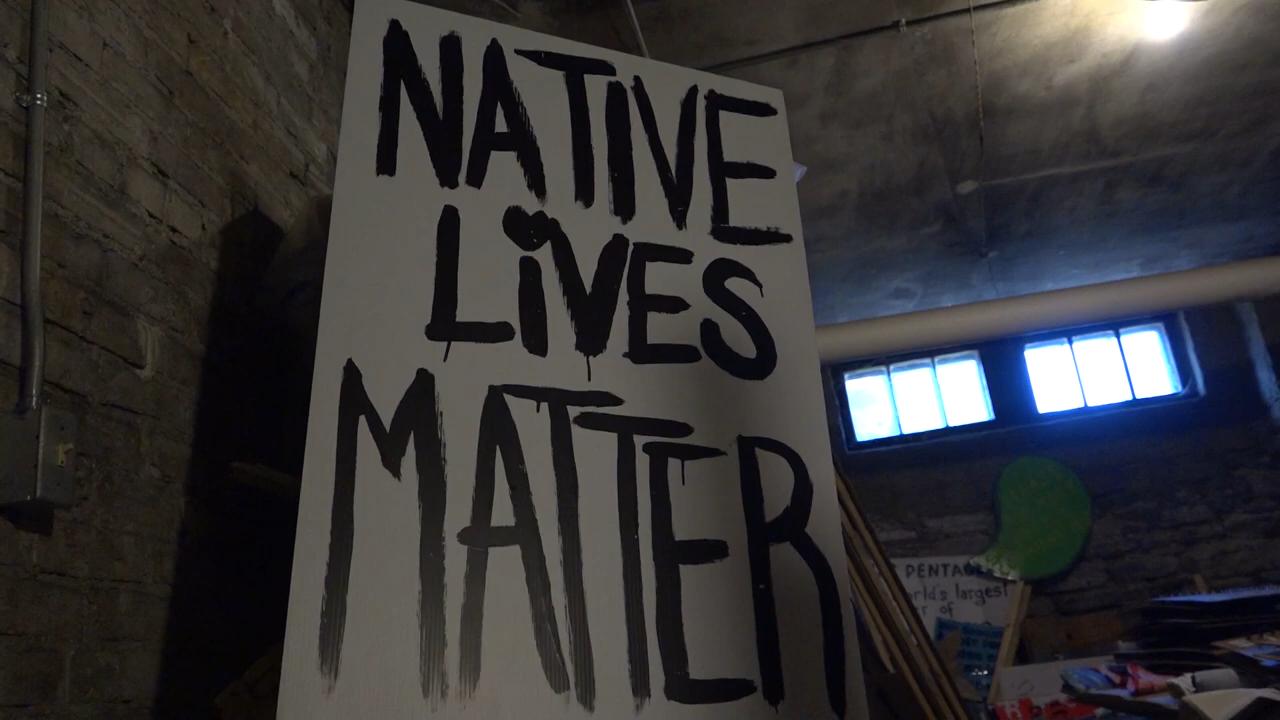 NATIVE
LiVES
MATTER
PENTAGON
world's largest
of